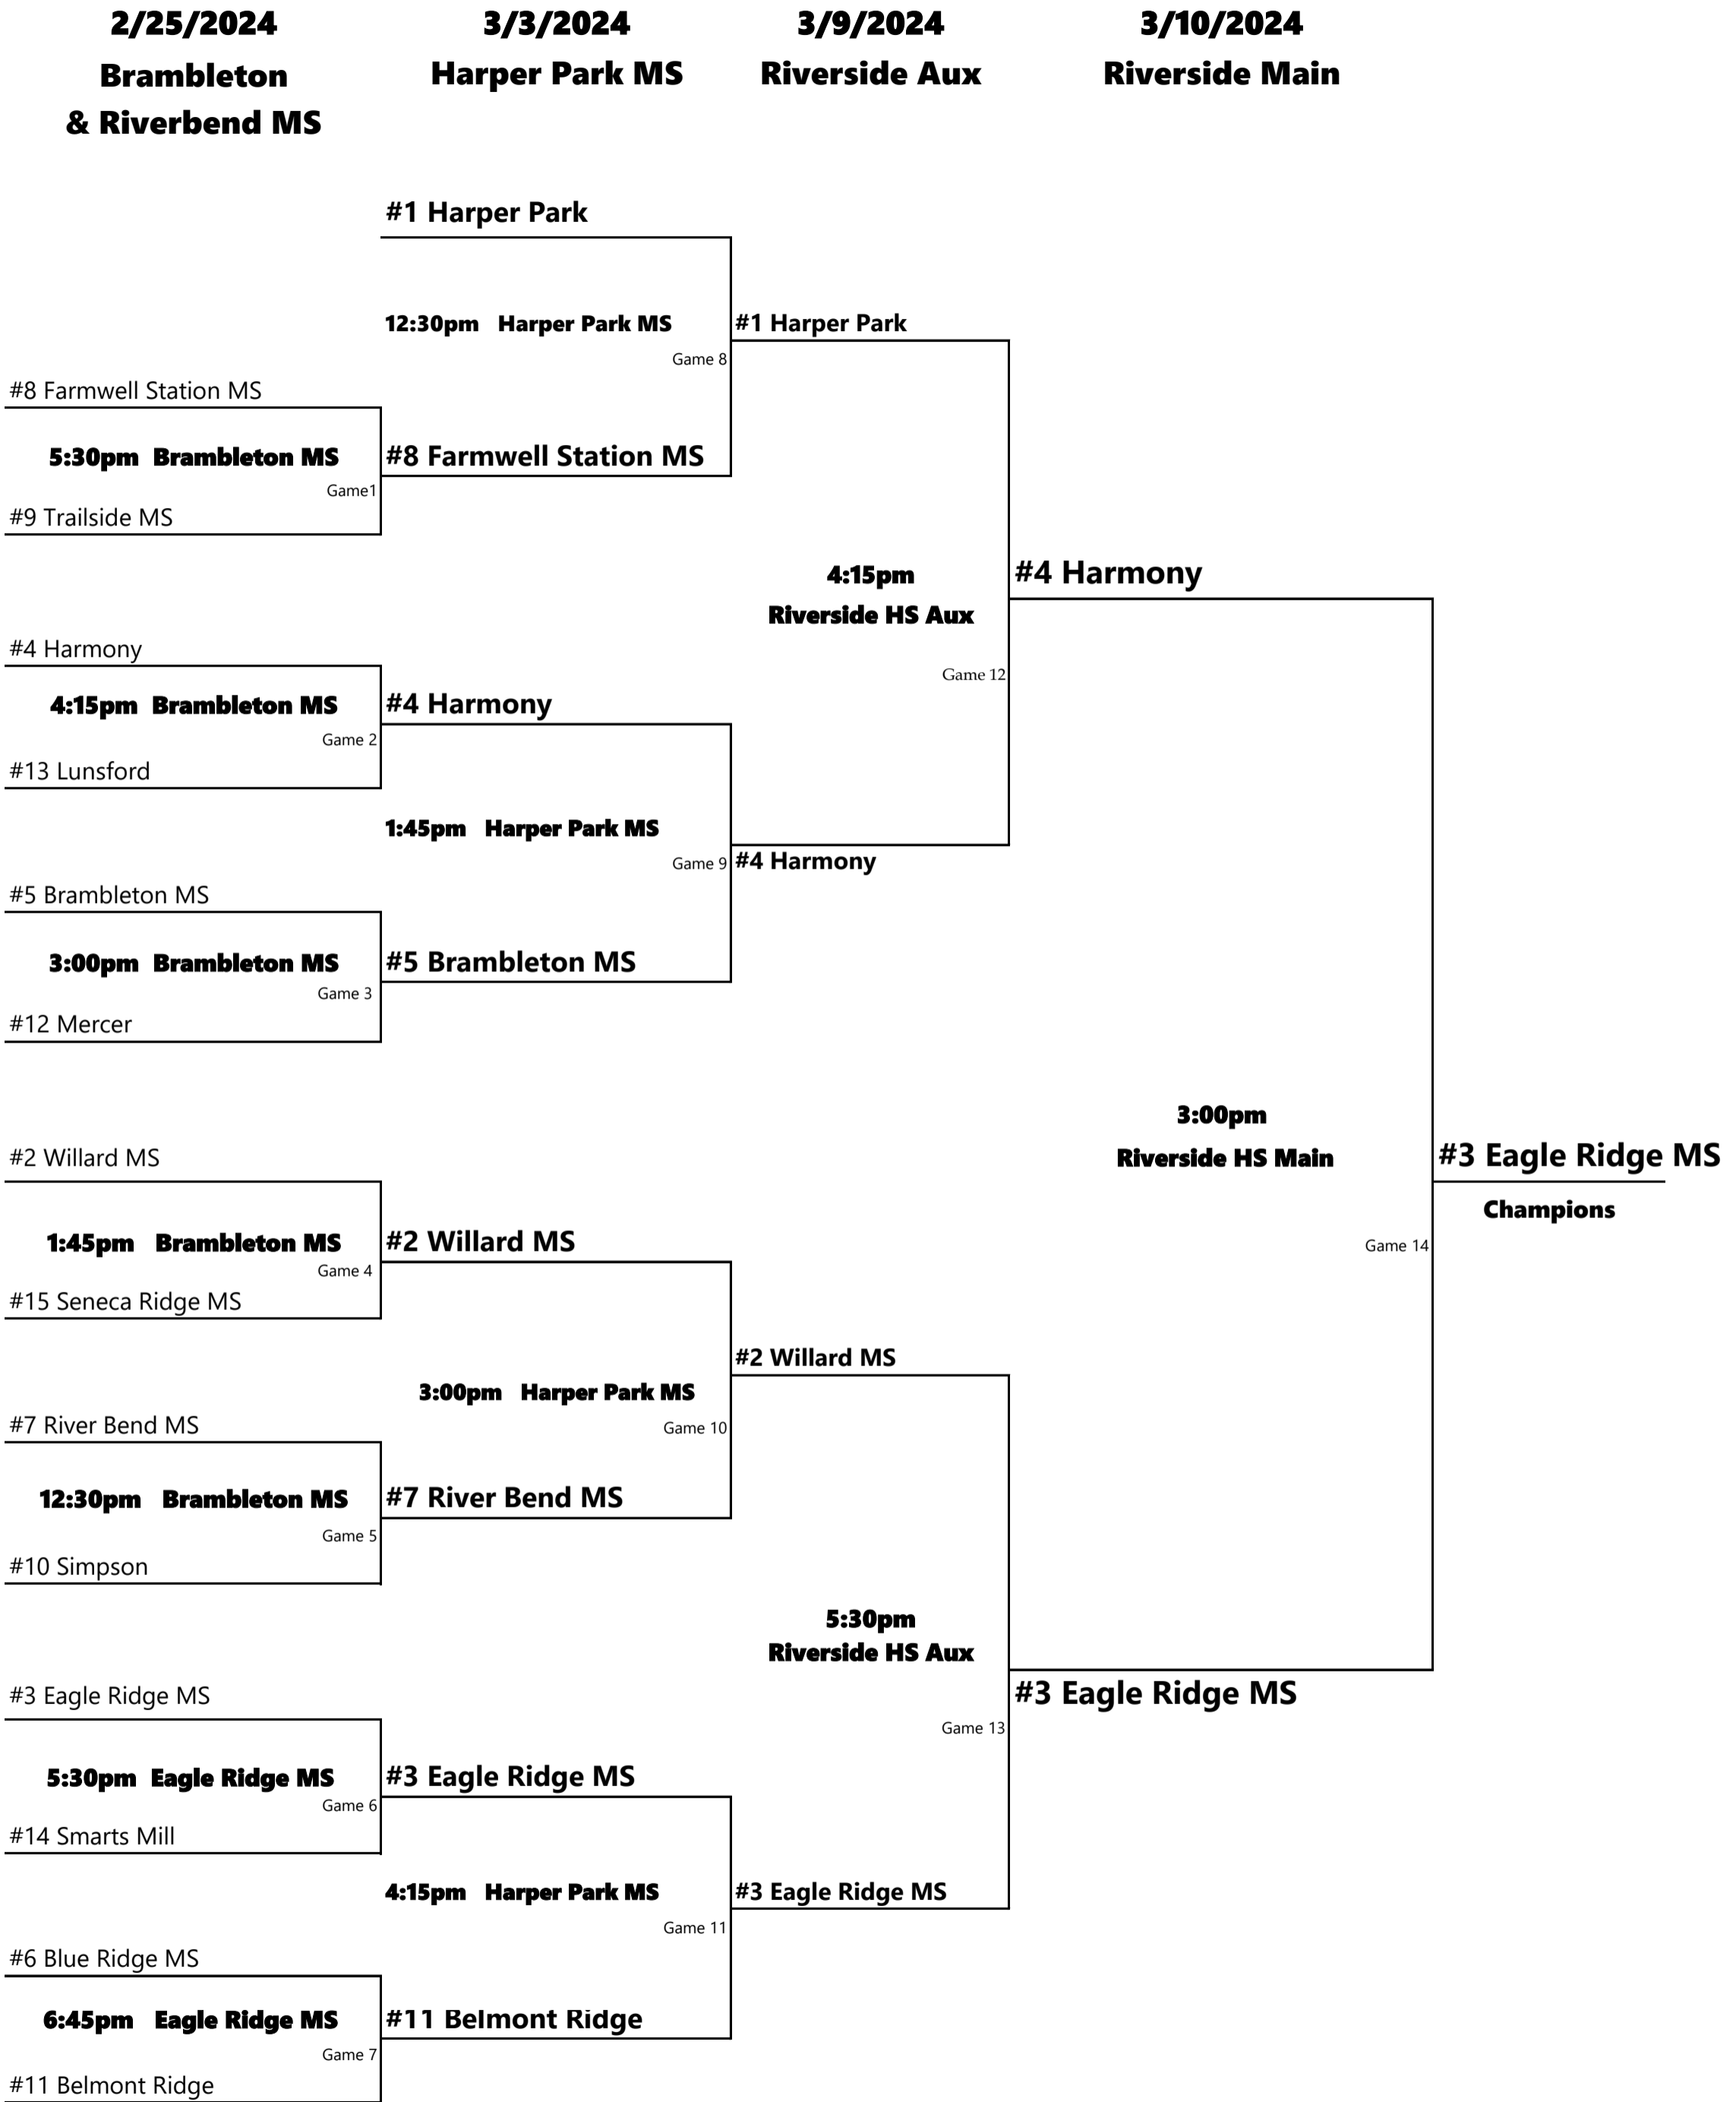 2/25/2024 3/3/2024 3/9/2024 3/10/2024
Brambleton Harper Park MS Riverside Aux Riverside Main
& Riverbend MS
#1 Harper Park
12:30pm Harper Park MS #1 Harper Park
Game 8
#8 Farmwell Station MS
5:30pm Brambleton MS #8 Farmwell Station MS
Game1
#9 Trailside MS
4:15pm #4 Harmony
Riverside HS Aux
#4 Harmony
Game 12
4:15pm Brambleton MS #4 Harmony
Game 2
#13 Lunsford
1:45pm Harper Park MS
Game 9 #4 Harmony
#5 Brambleton MS
3:00pm Brambleton MS #5 Brambleton MS
Game 3
#12 Mercer
3:00pm
#2 Willard MS Riverside HS Main #3 Eagle Ridge MS
Champions
1:45pm Brambleton MS #2 Willard MS Game 14
Game 4
#15 Seneca Ridge MS
#2 Willard MS
3:00pm Harper Park MS
#7 River Bend MS Game 10
12:30pm Brambleton MS #7 River Bend MS
Game 5
#10 Simpson
5:30pm
Riverside HS Aux
#3 Eagle Ridge MS #3 Eagle Ridge MS
Game 13
5:30pm Eagle Ridge MS #3 Eagle Ridge MS
Game 6
#14 Smarts Mill
4:15pm Harper Park MS #3 Eagle Ridge MS
Game 11
#6 Blue Ridge MS
6:45pm Eagle Ridge MS #11 Belmont Ridge
Game 7
#11 Belmont Ridge